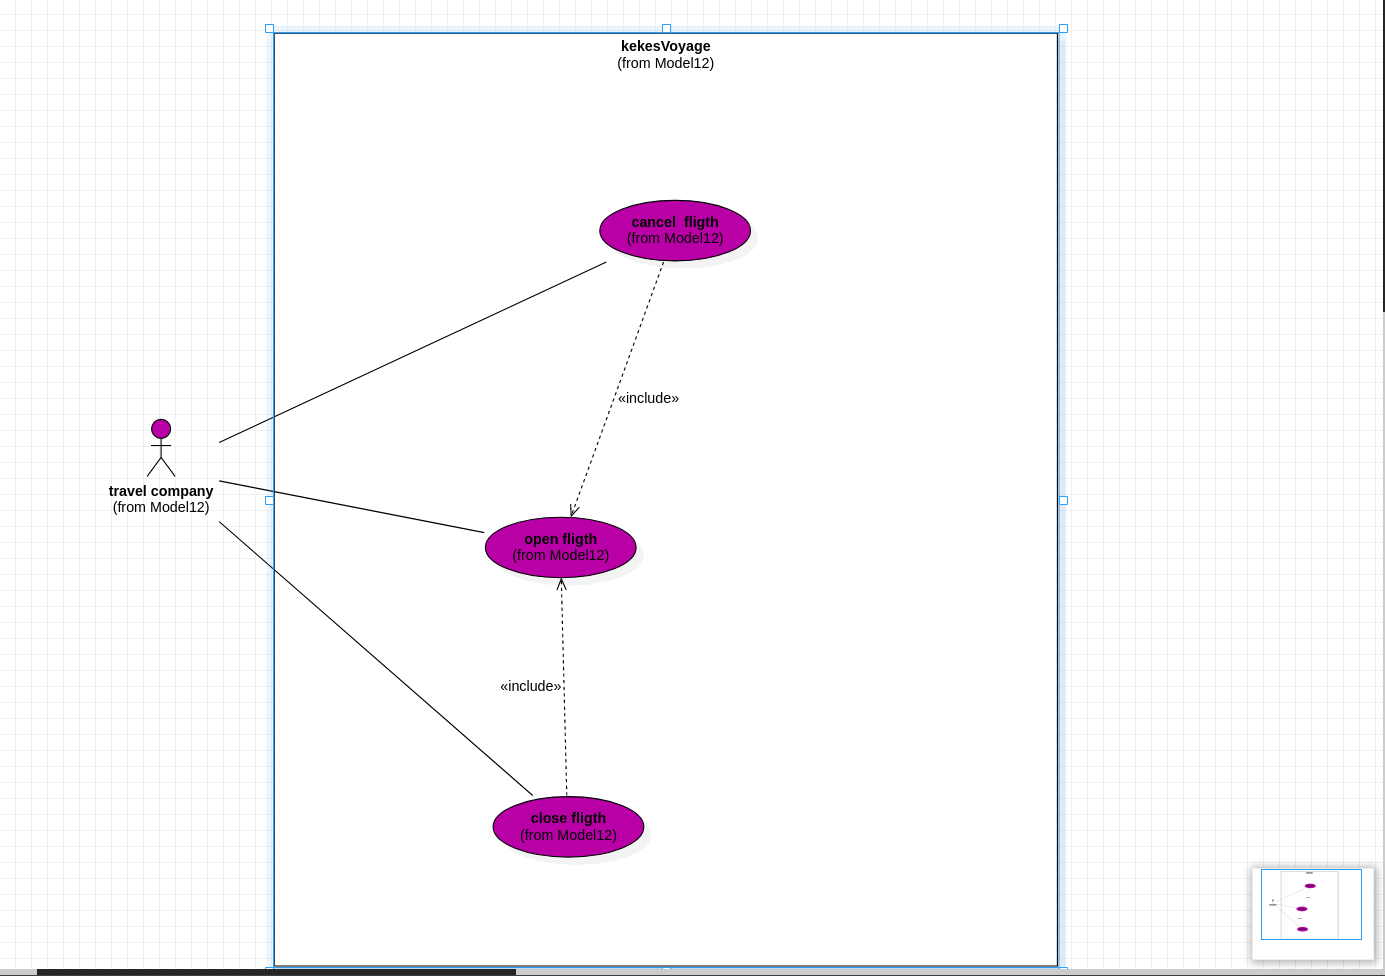 kekesVoyage
(from Model12)
cancel  fligth
(from Model12)
«include»
travel company
(from Model12)
open fligth
(from Model12)
«include»
close fligth
(from Model12)